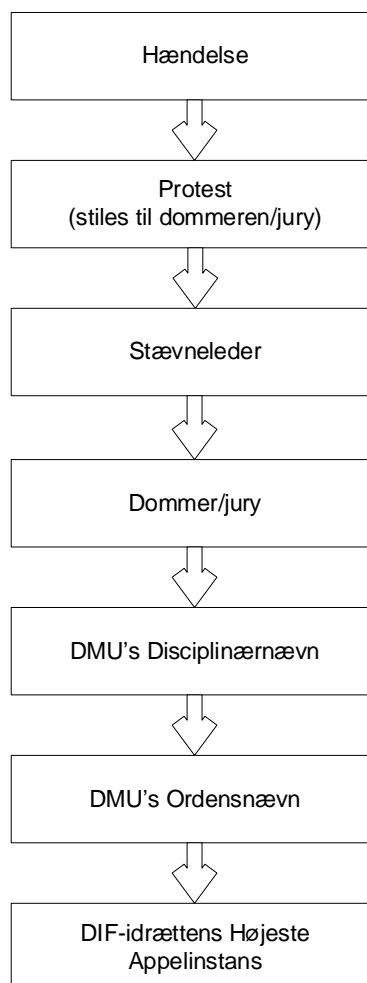 Hændelse
Protest
(stiles til dommeren/jury)
Stævneleder
Dommer/jury
DMU's Disciplinærnævn
DMU's Ordensnævn
DIF-idrættens Højeste
Appelinstans